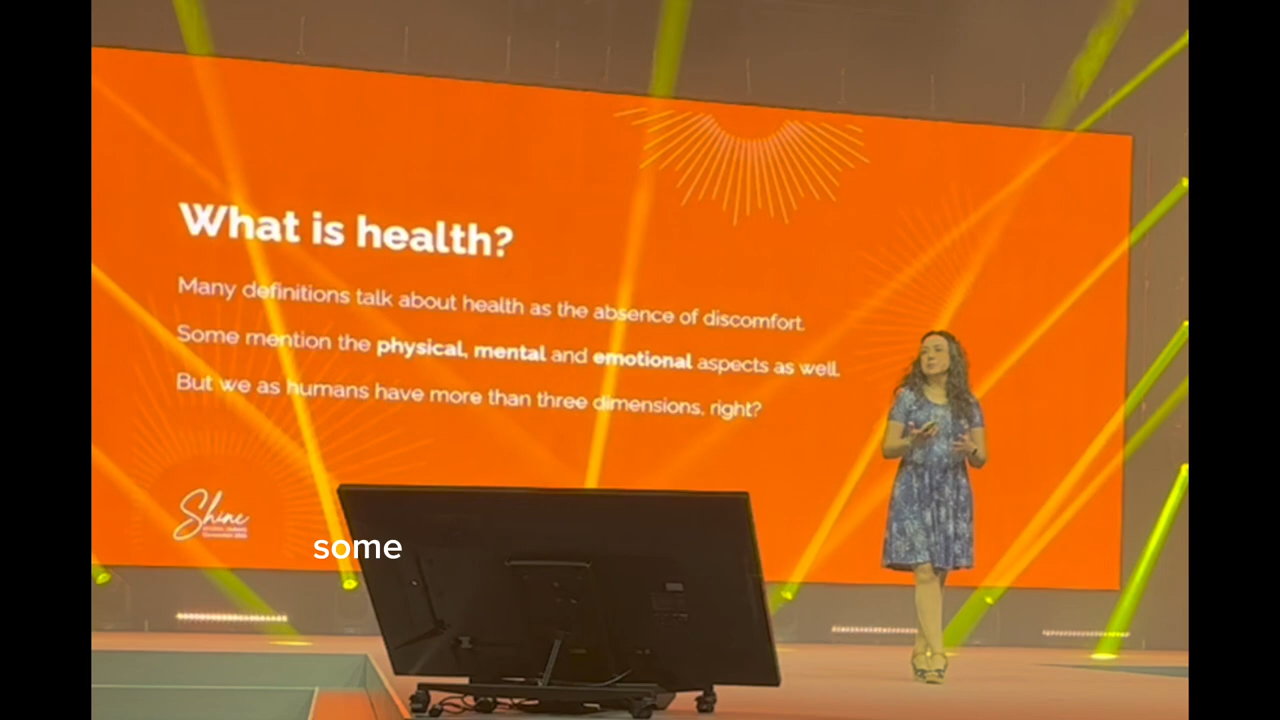 What is health?
Many definitions talk about health as the absence of discomfort.
Some mention the physical, mental and emotional aspects as well.
But we as humans have more than three dimensions, right?
Shine
some